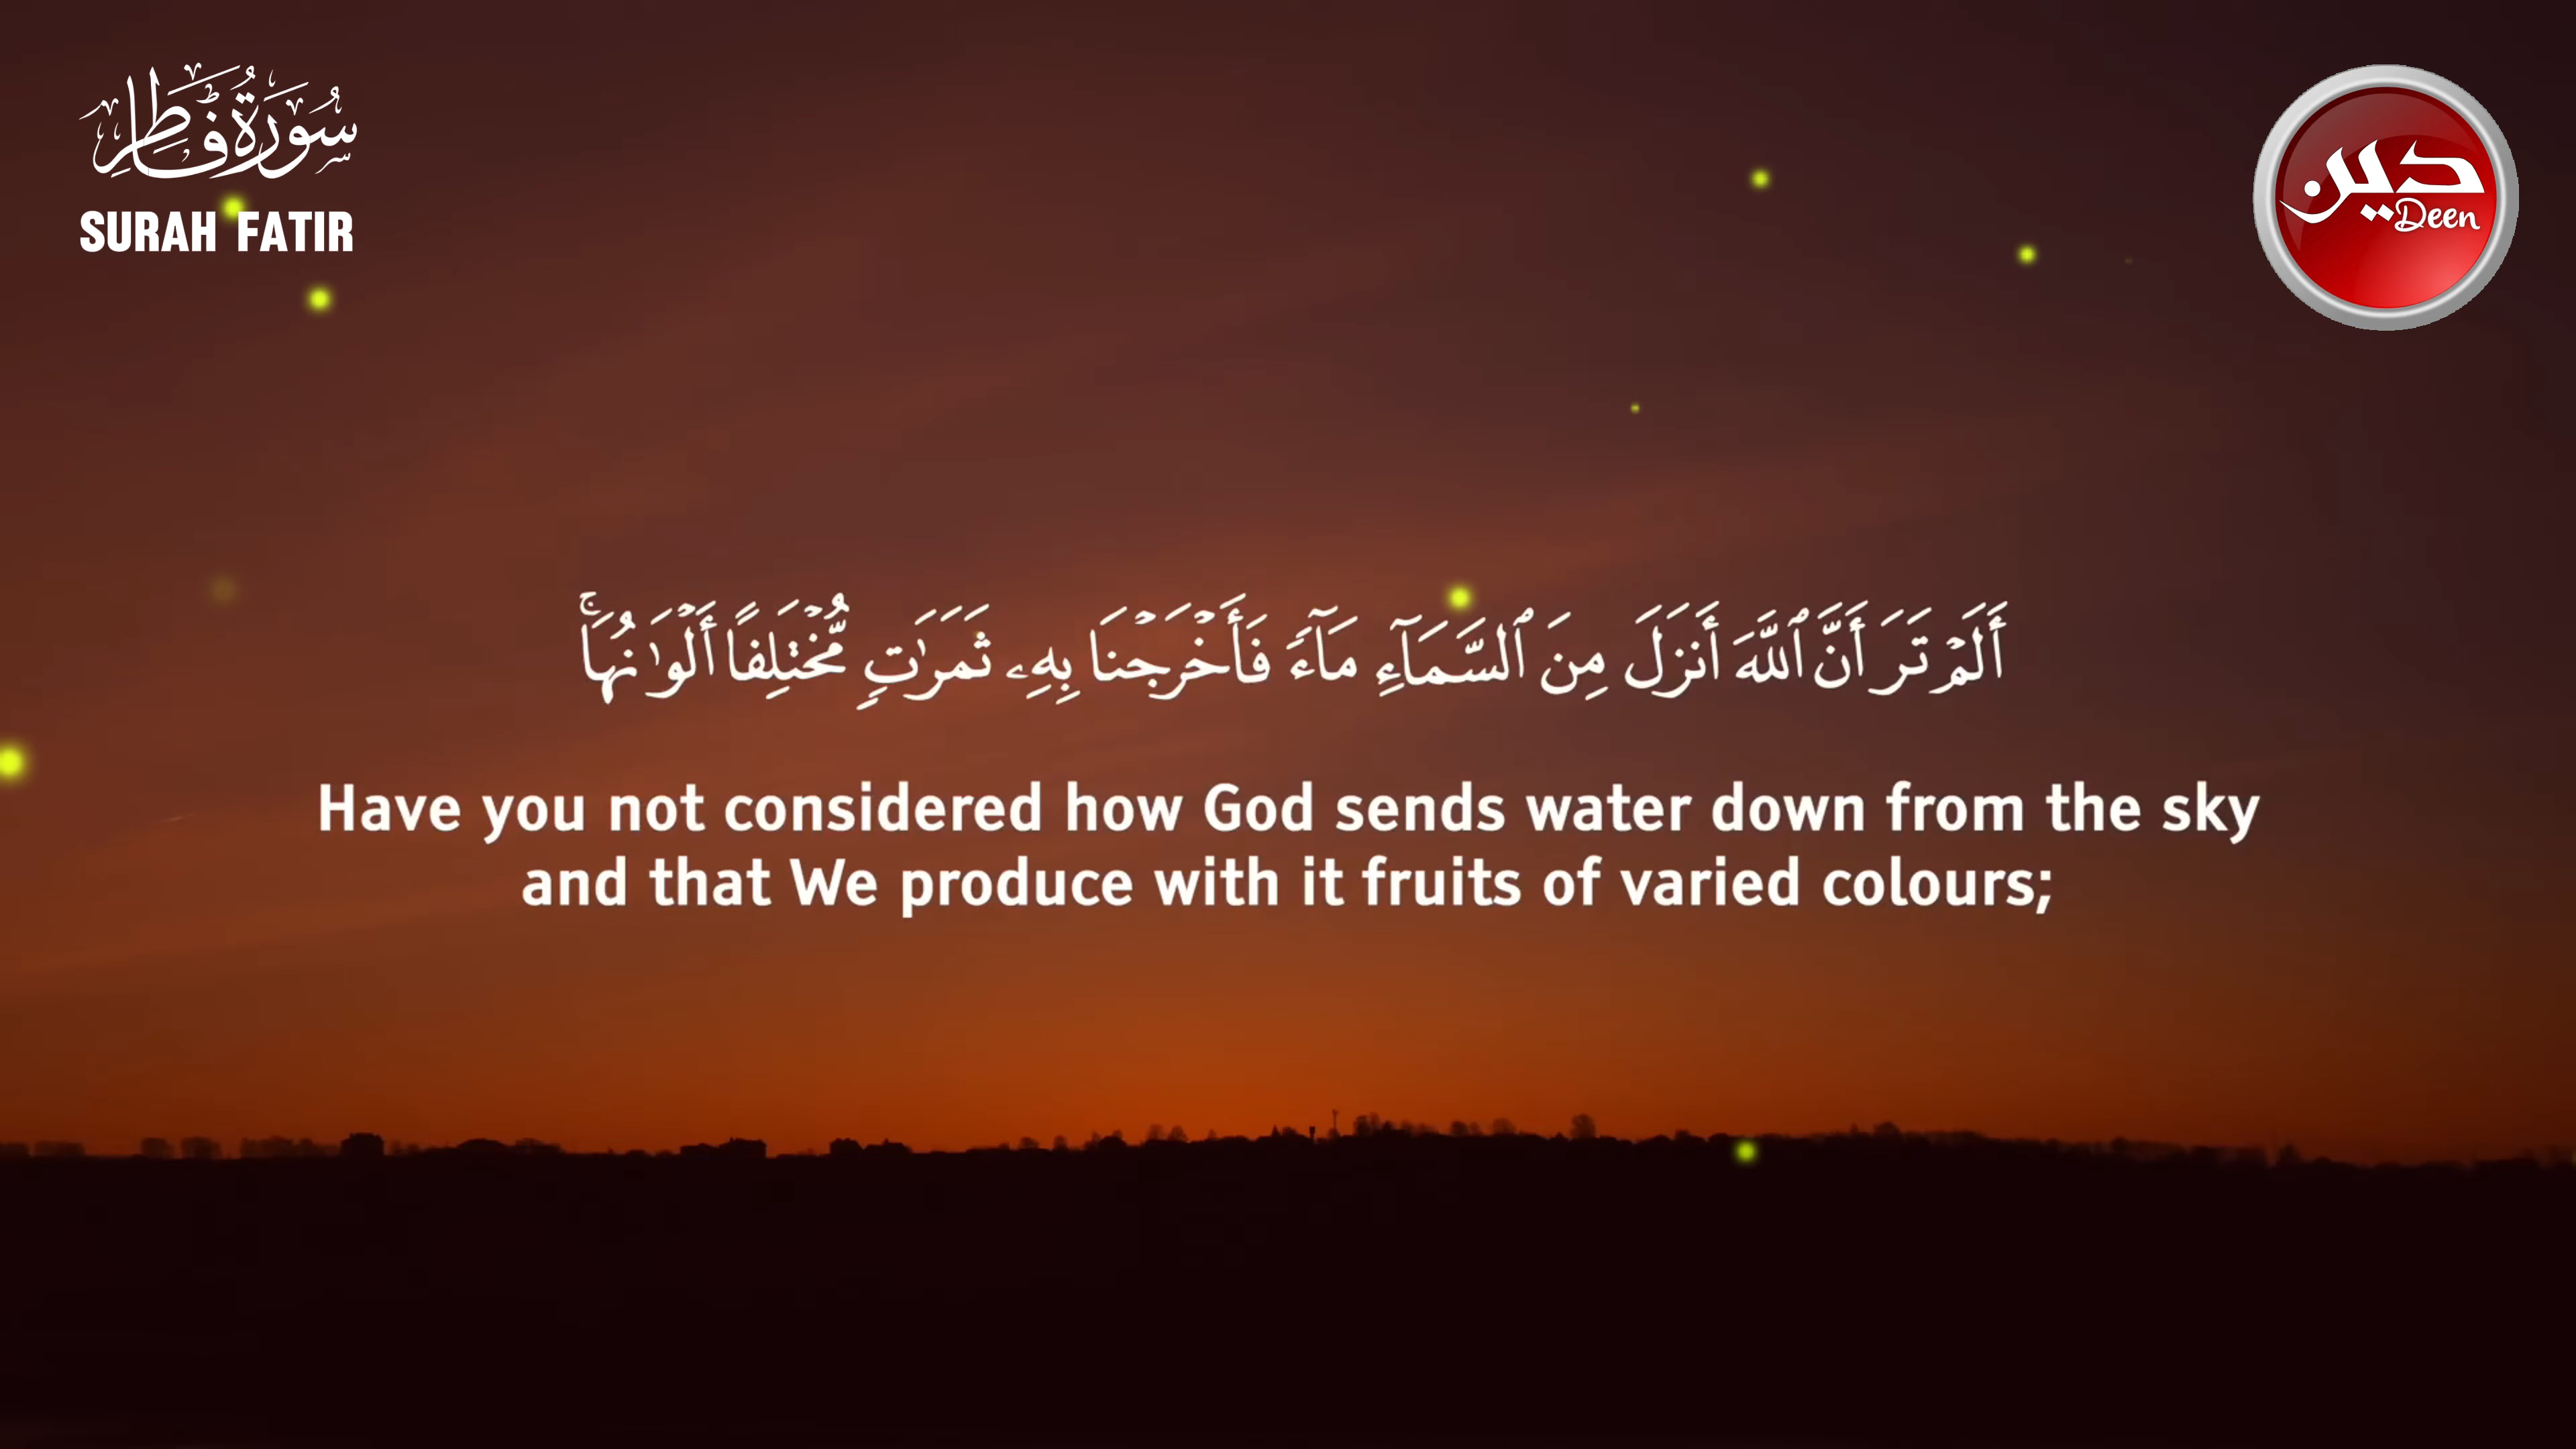 سُورَةُ فَاطِرٍ
SURAH FATIR
دين
Deen
أَلَمْ تَرَ أَنَّ ٱللَّهَ أَنزَلَ مِنَ ٱلسَّمَآءِ مَآءً فَأَخْرَجْنَا بِهِۦ ثَمَرَٰتٍ مُّخْتَلِفًا أَلْوَٰنُهَا ۚ
Have you not considered how God sends water down from the sky
and that We produce with it fruits of varied colours;